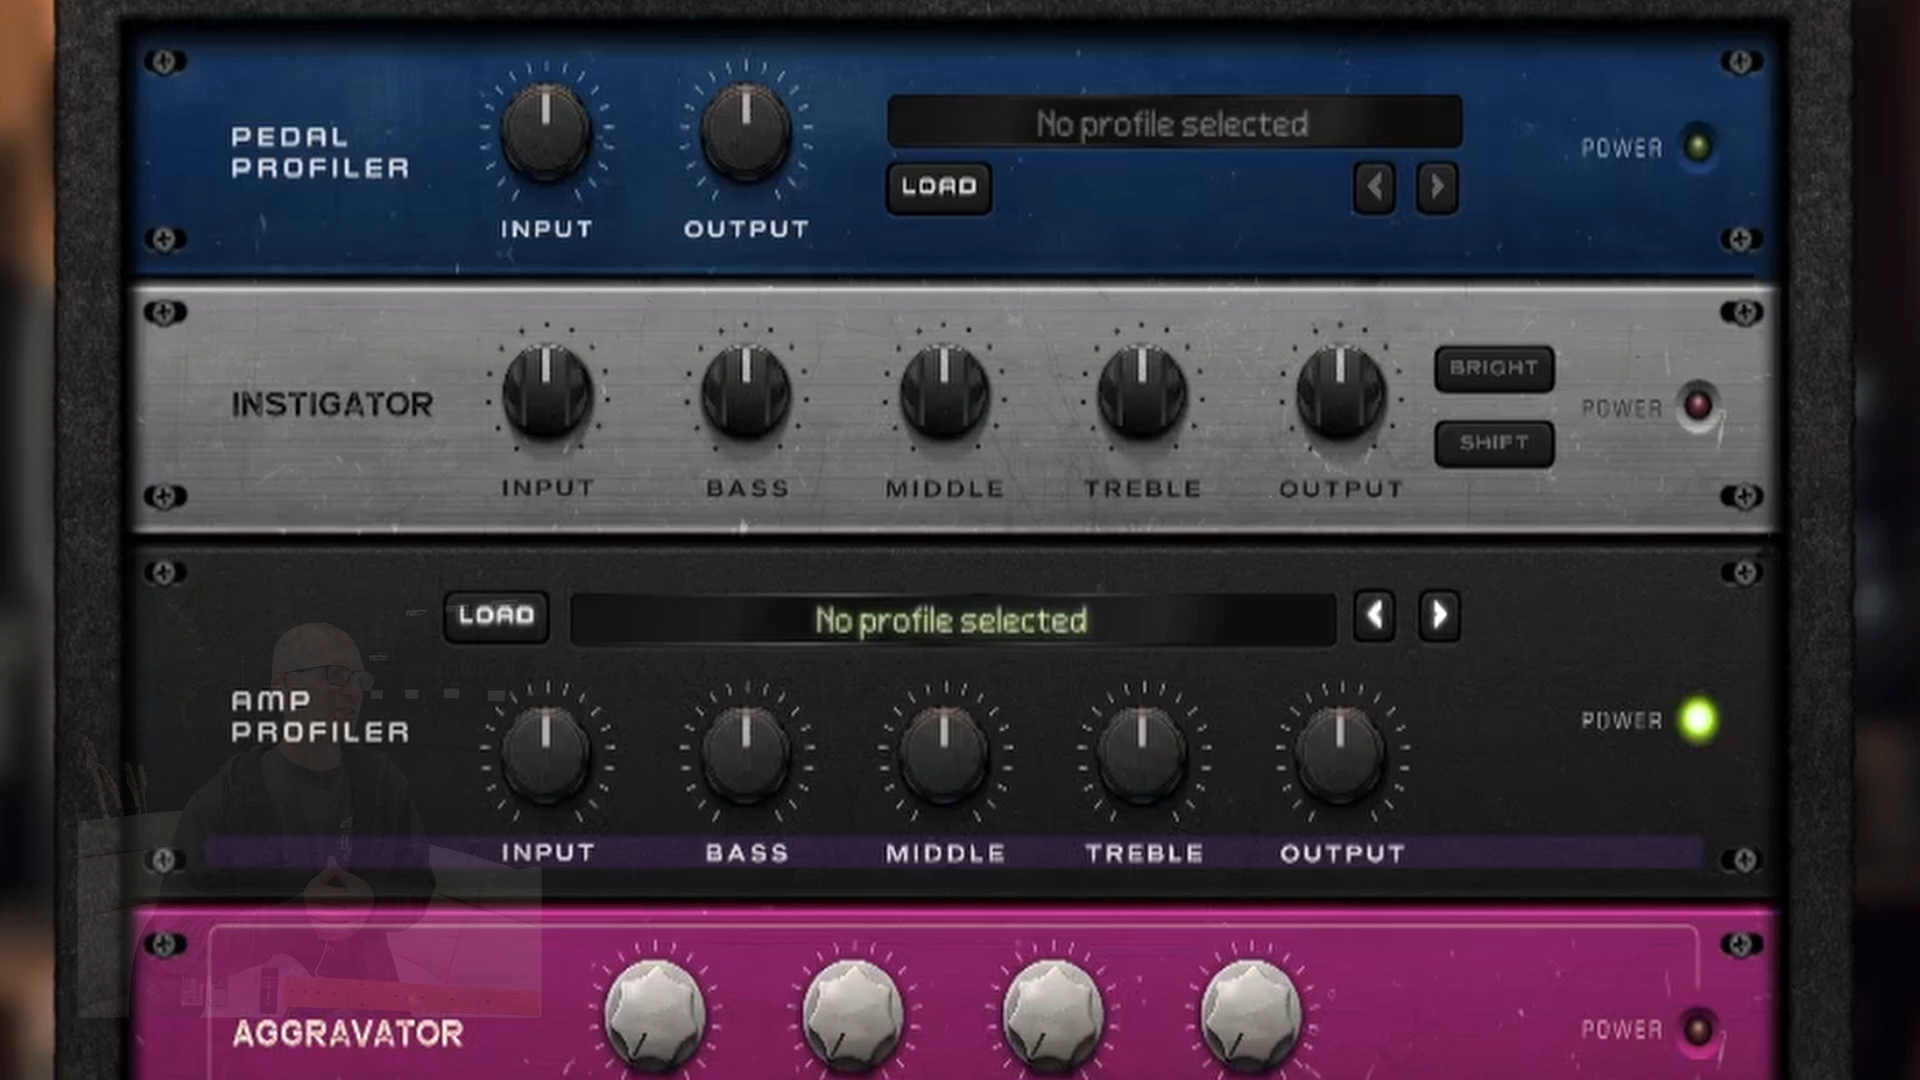 PEDAL
PROFILER
INPUT
OUTPUT
No profile selected
LOAD
POWER
INSTIGATOR
INPUT
BASS
MIDDLE
TREBLE
OUTPUT
BRIGHT
SHIFT
POWER
LOAD
No profile selected
AMP
PROFILER
INPUT
BASS
MIDDLE
TREBLE
OUTPUT
POWER
AGGRAVATOR
POWER